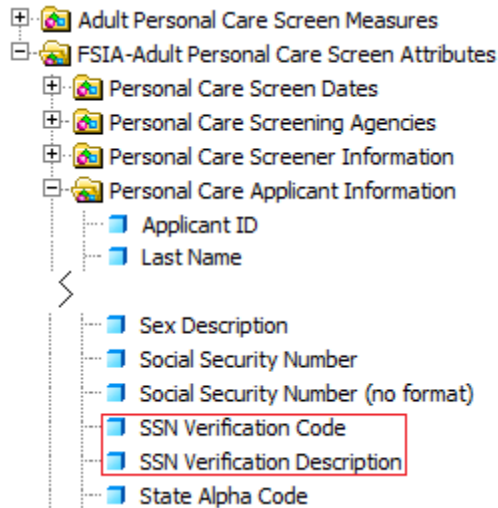 Adult Personal Care Screen Measures
FSIA-Adult Personal Care Screen Attributes
Personal Care Screen Dates
Personal Care Screening Agencies
Personal Care Screener Information
Personal Care Applicant Information
Applicant ID
Last Name
Sex Description
Social Security Number
Social Security Number (no format)
SSN Verification Code
SSN Verification Description
State Alpha Code